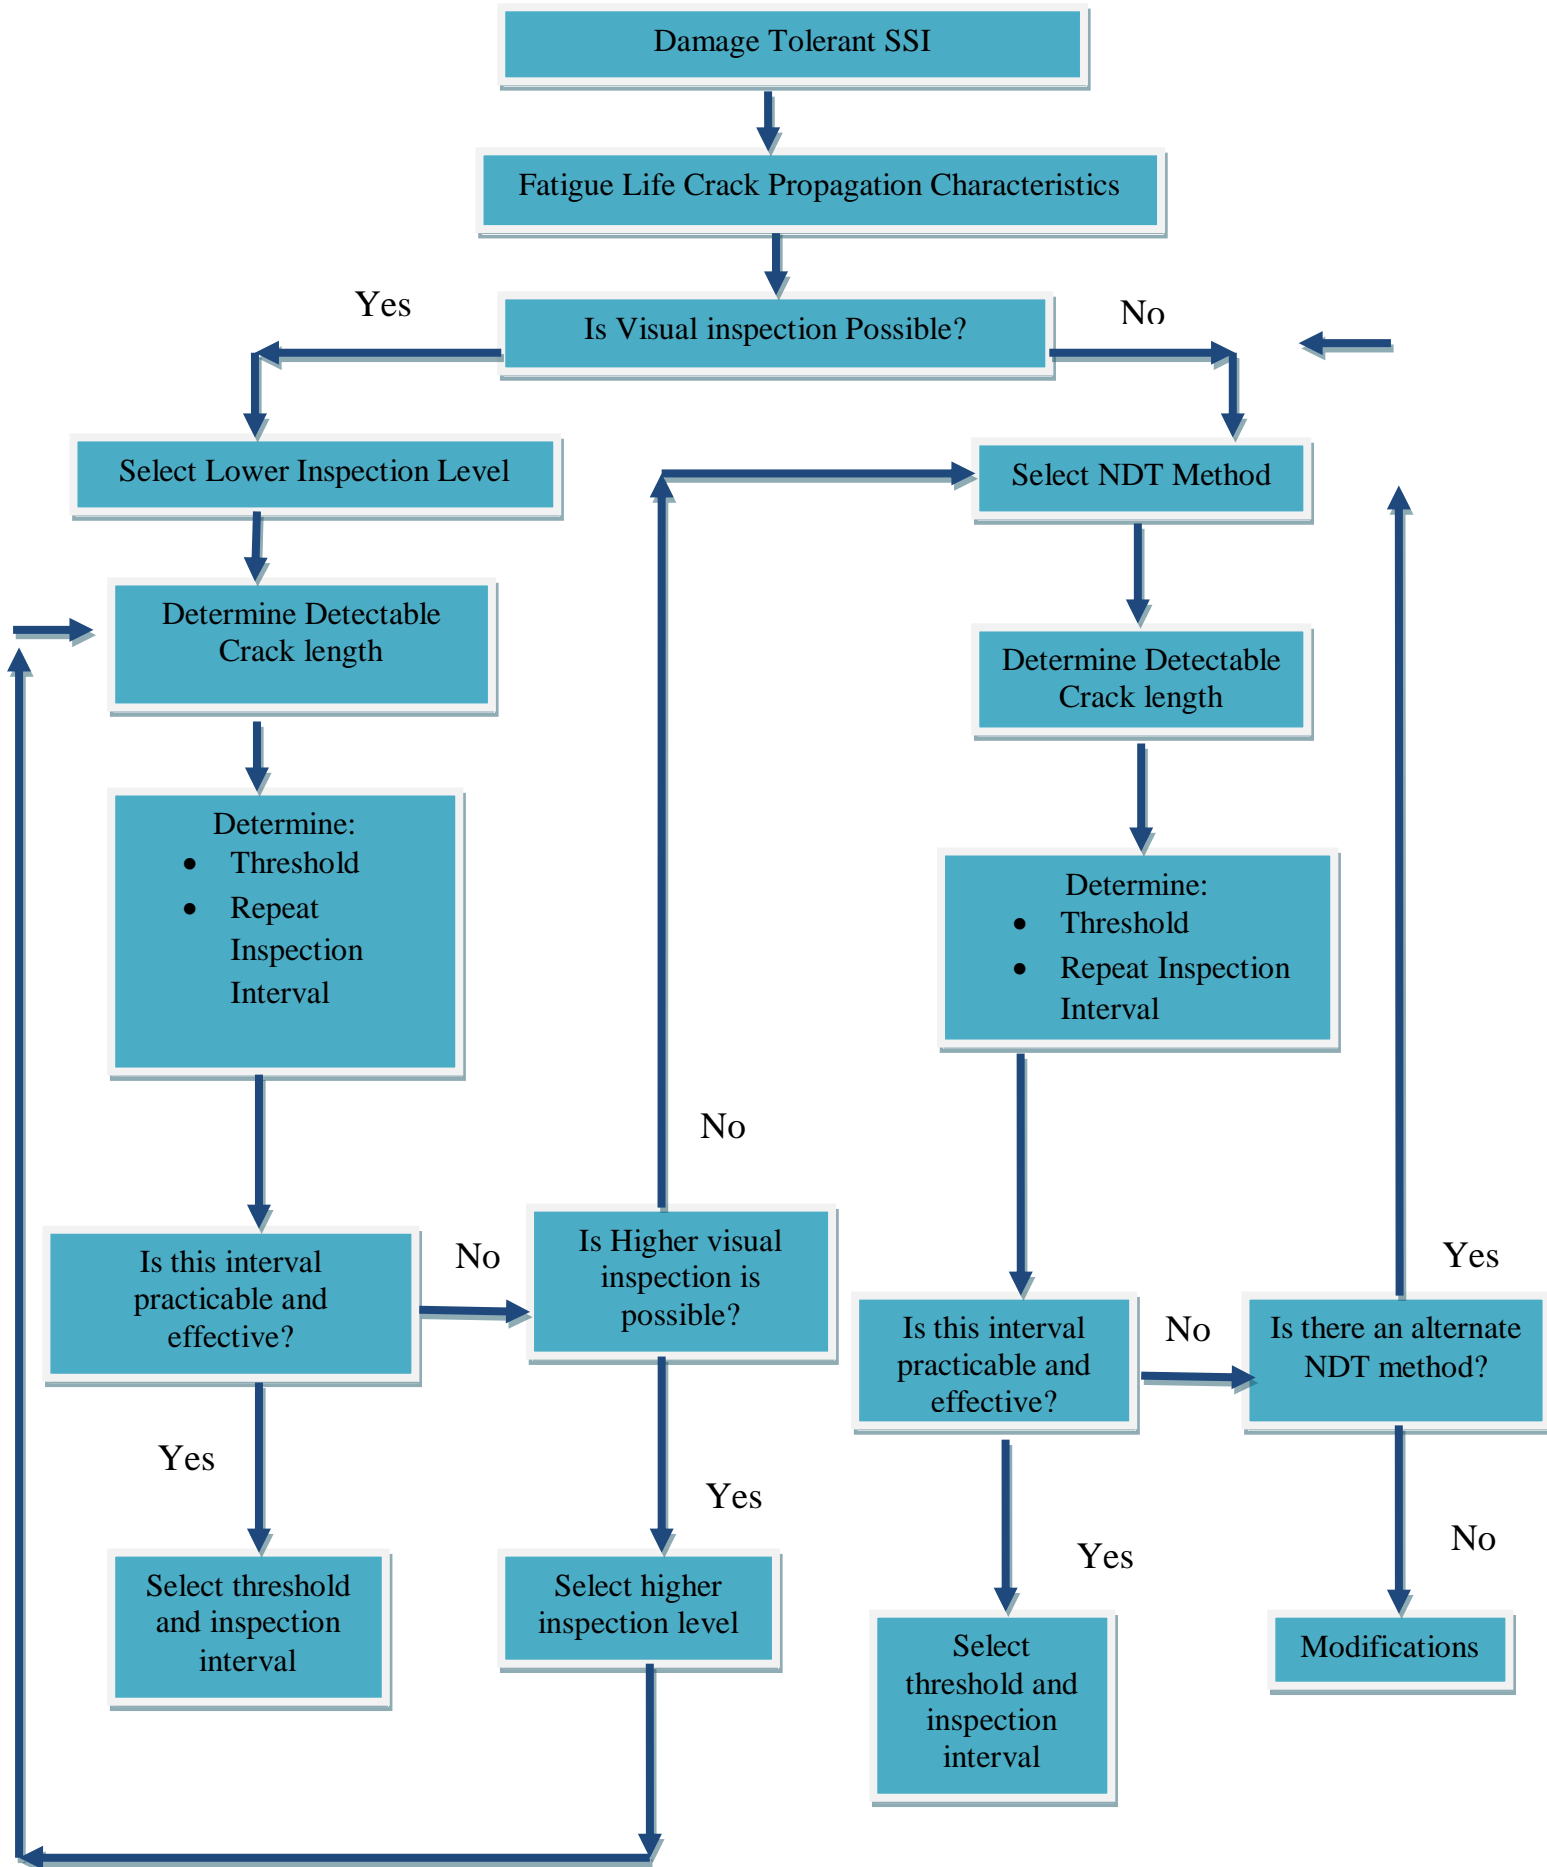 Damage Tolerant SSI
Fatigue Life Crack Propagation Characteristics
Yes
Is Visual inspection Possible?
No
Select Lower Inspection Level
Select NDT Method
Determine Detectable
Crack length
Determine Detectable
Crack length
Determine:
• Threshold
• Repeat
Inspection
Interval
Determine:
• Threshold
• Repeat Inspection
Interval
No
Is this interval
practicable and
effective?
No
Is Higher visual
inspection is
possible?
Is this interval
practicable and
effective?
No
Yes
Is there an alternate
NDT method?
Yes
Yes
Yes
No
Select threshold
and inspection
interval
Select higher
inspection level
Select
threshold and
inspection
interval
Modifications